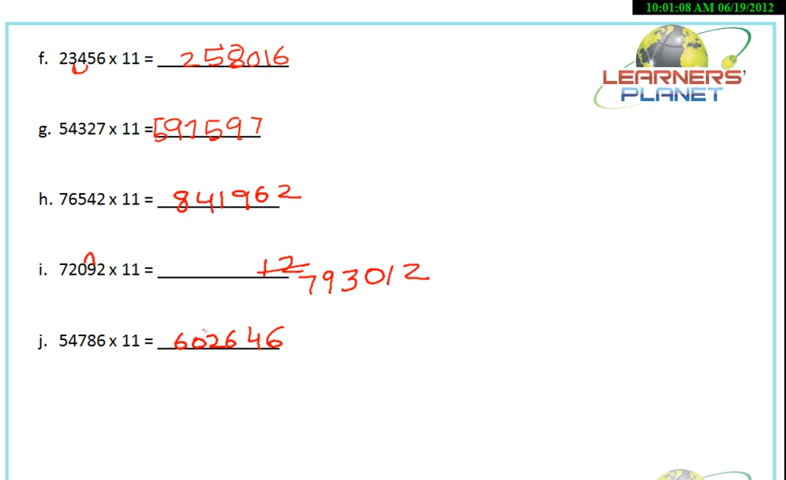 10:01:08 AM 06/19/2012
LEARNERS'
PLANET
f. 23456 x 11 = 258016
g. 54327 x 11 = 597597
h. 76542 x 11 = 841962
i. 72092 x 11 = 12 793012
j. 54786 x 11 = 602646